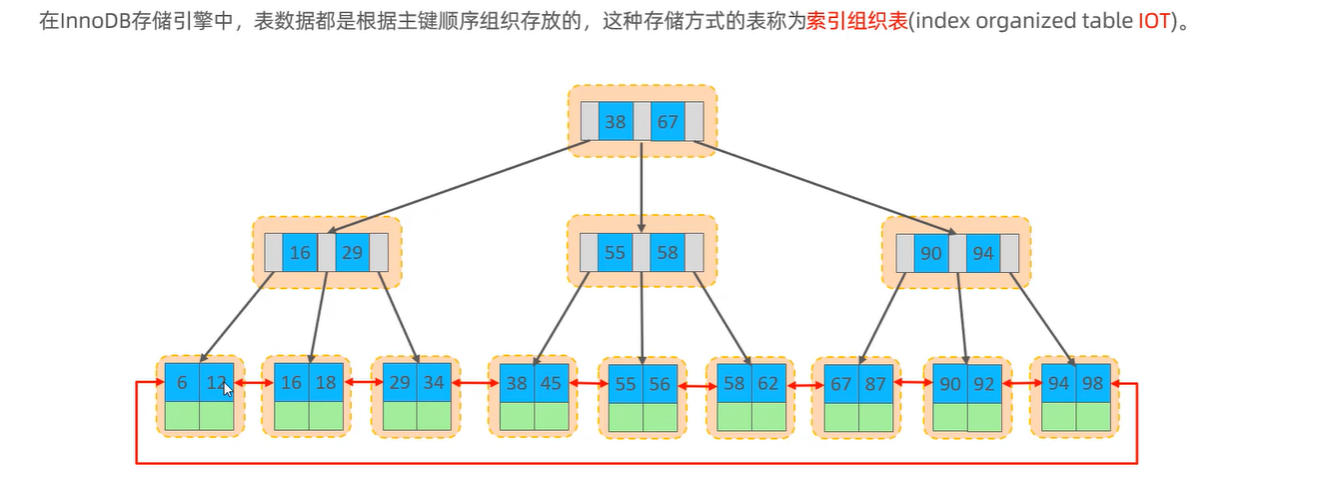 在InnoDB存储引擎中，表数据都是根据主键顺序组织存放的，这种存储方式的表称为索引组织表(index organized table IOT)。
38 67
16 29 55 58 90 94
6 12 16 18 29 34 38 45 55 56 58 62 67 87 90 92 94 98